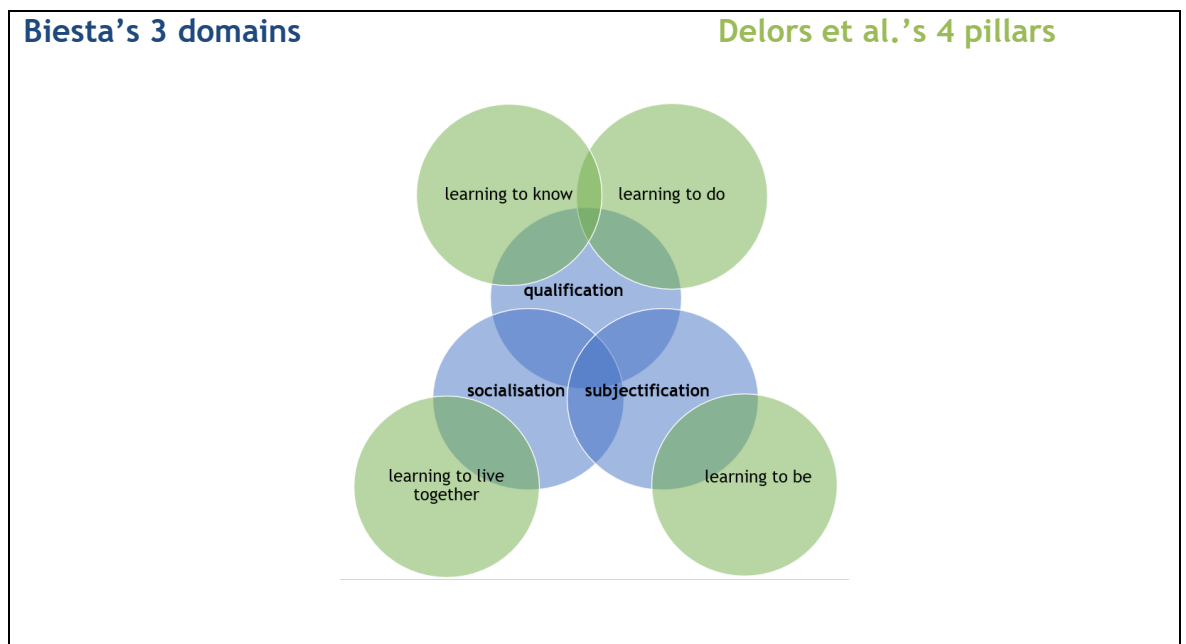 Biesta’s 3 domains
Delors et al.’s 4 pillars
learning to know
learning to do
qualification
socialisation
subjectification
learning to live
together
learning to be